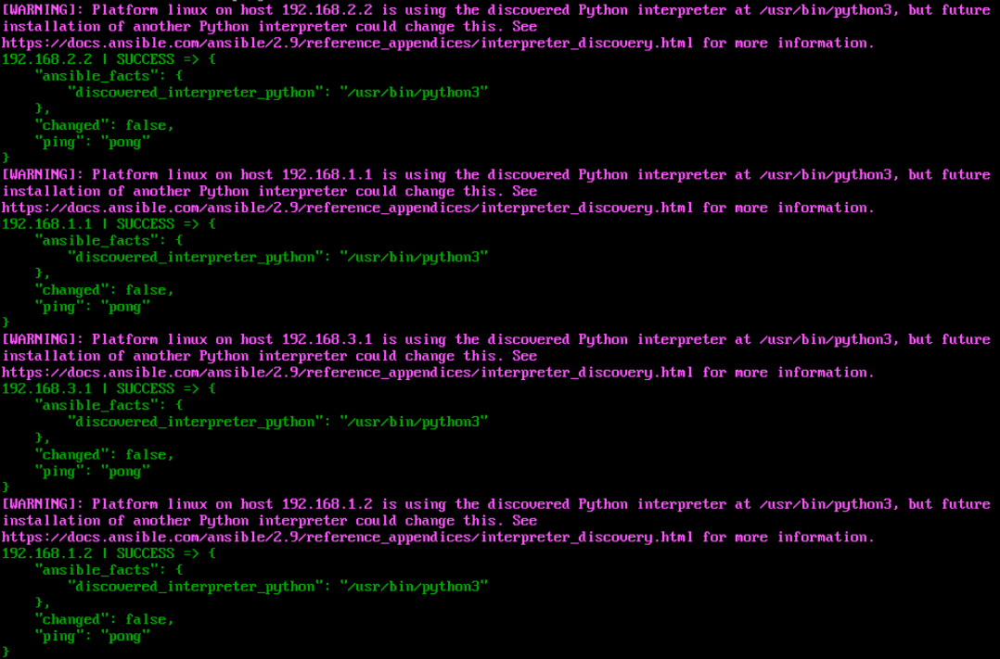 [WARNING]: Platform linux on host 192.168.2.2 is using the discovered Python interpreter at /usr/bin/python3, but future
installation of another Python interpreter could change this. See
https://docs.ansible.com/ansible/2.9/reference_appendices/interpreter_discovery.html for more information.
192.168.2.2 | SUCCESS => {
    "ansible_facts": {
        "discovered_interpreter_python": "/usr/bin/python3"
    },
    "changed": false,
    "ping": "pong"
}
[WARNING]: Platform linux on host 192.168.1.1 is using the discovered Python interpreter at /usr/bin/python3, but future
installation of another Python interpreter could change this. See
https://docs.ansible.com/ansible/2.9/reference_appendices/interpreter_discovery.html for more information.
192.168.1.1 | SUCCESS => {
    "ansible_facts": {
        "discovered_interpreter_python": "/usr/bin/python3"
    },
    "changed": false,
    "ping": "pong"
}
[WARNING]: Platform linux on host 192.168.3.1 is using the discovered Python interpreter at /usr/bin/python3, but future
installation of another Python interpreter could change this. See
https://docs.ansible.com/ansible/2.9/reference_appendices/interpreter_discovery.html for more information.
192.168.3.1 | SUCCESS => {
    "ansible_facts": {
        "discovered_interpreter_python": "/usr/bin/python3"
    },
    "changed": false,
    "ping": "pong"
}
[WARNING]: Platform linux on host 192.168.1.2 is using the discovered Python interpreter at /usr/bin/python3, but future
installation of another Python interpreter could change this. See
https://docs.ansible.com/ansible/2.9/reference_appendices/interpreter_discovery.html for more information.
192.168.1.2 | SUCCESS => {
    "ansible_facts": {
        "discovered_interpreter_python": "/usr/bin/python3"
    },
    "changed": false,
    "ping": "pong"
}